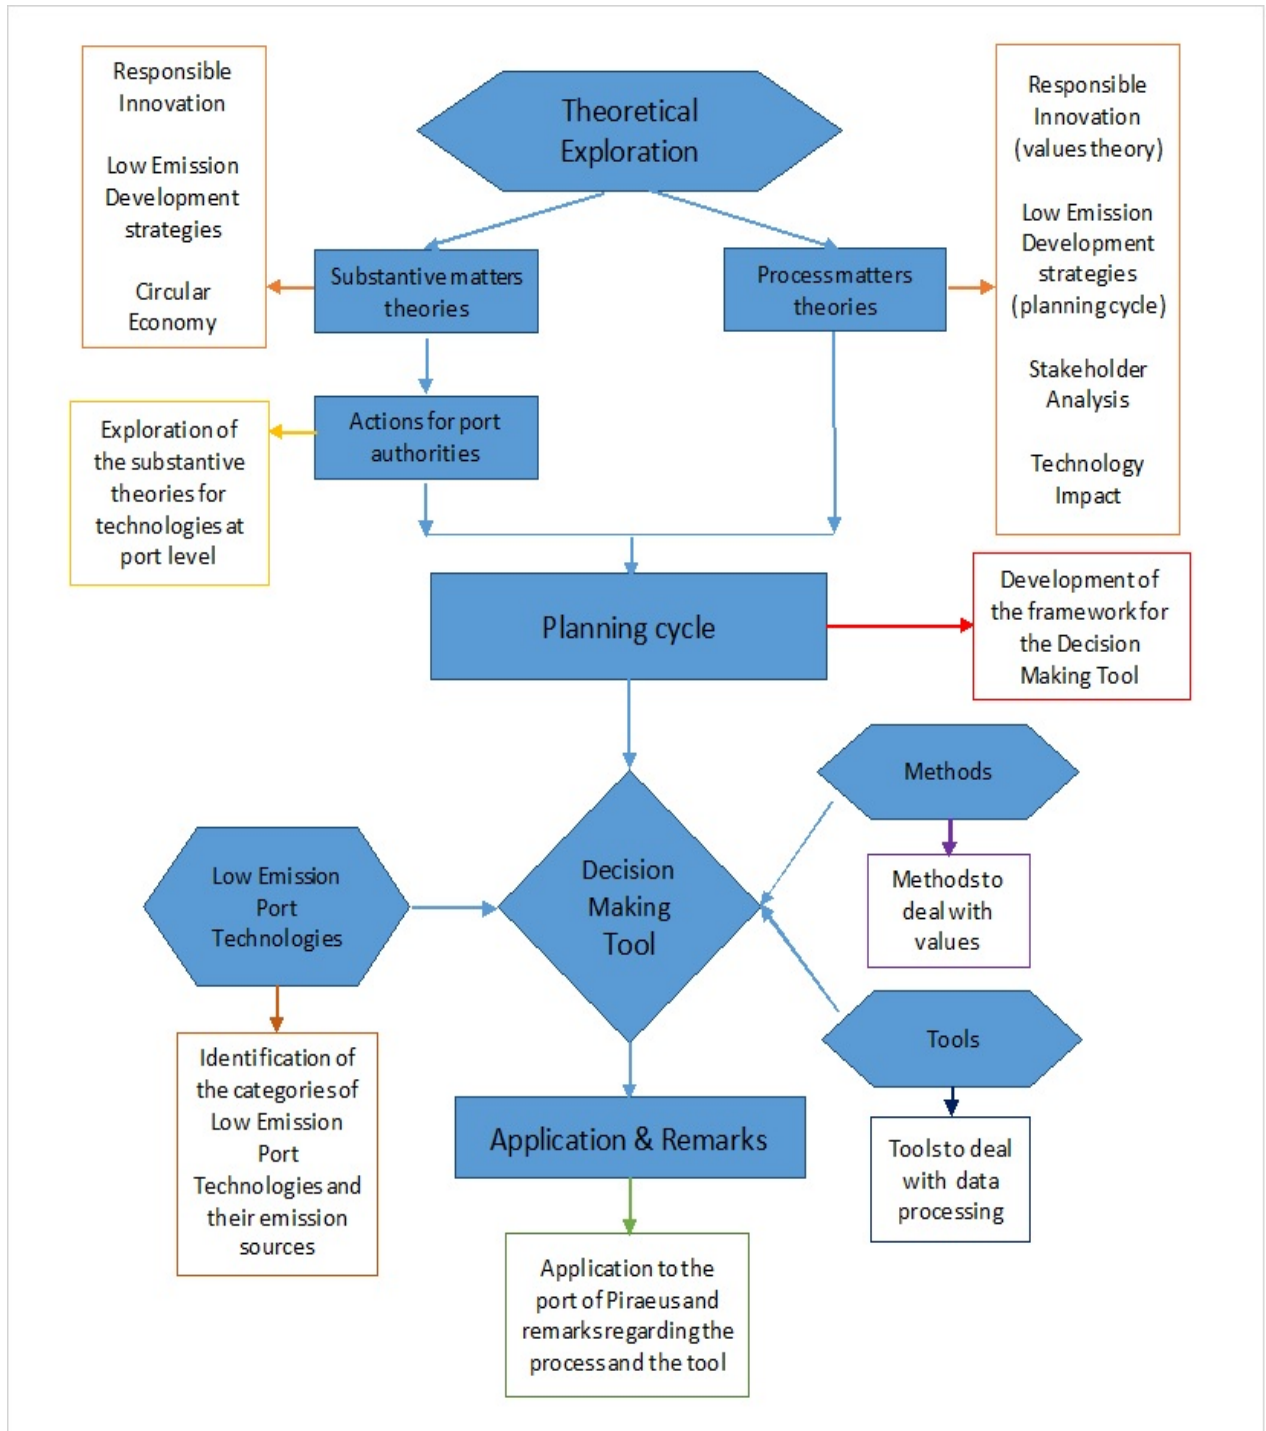 Theoretical
Exploration
Responsible
Innovation
Low Emission
Development
strategies
Circular
Economy
Substantive matters
theories
Process matters
theories
Responsible
Innovation
(values theory)
Low Emission
Development
strategies
(planning cycle)
Stakeholder
Analysis
Technology
Impact
Exploration of
the substantive
theories for
technologies at
port level
Actions for port
authorities
Planning cycle
Development of
the framework for
the Decision
Making Tool
Methods
Methods to
deal with
values
Low Emission
Port
Technologies
Decision
Making
Tool
Tools
Tools to deal
with data
processing
Identification of
the categories of
Low Emission
Port
Technologies and
their emission
sources
Application & Remarks
Application to the
port of Piraeus and
remarks regarding the
process and the tool